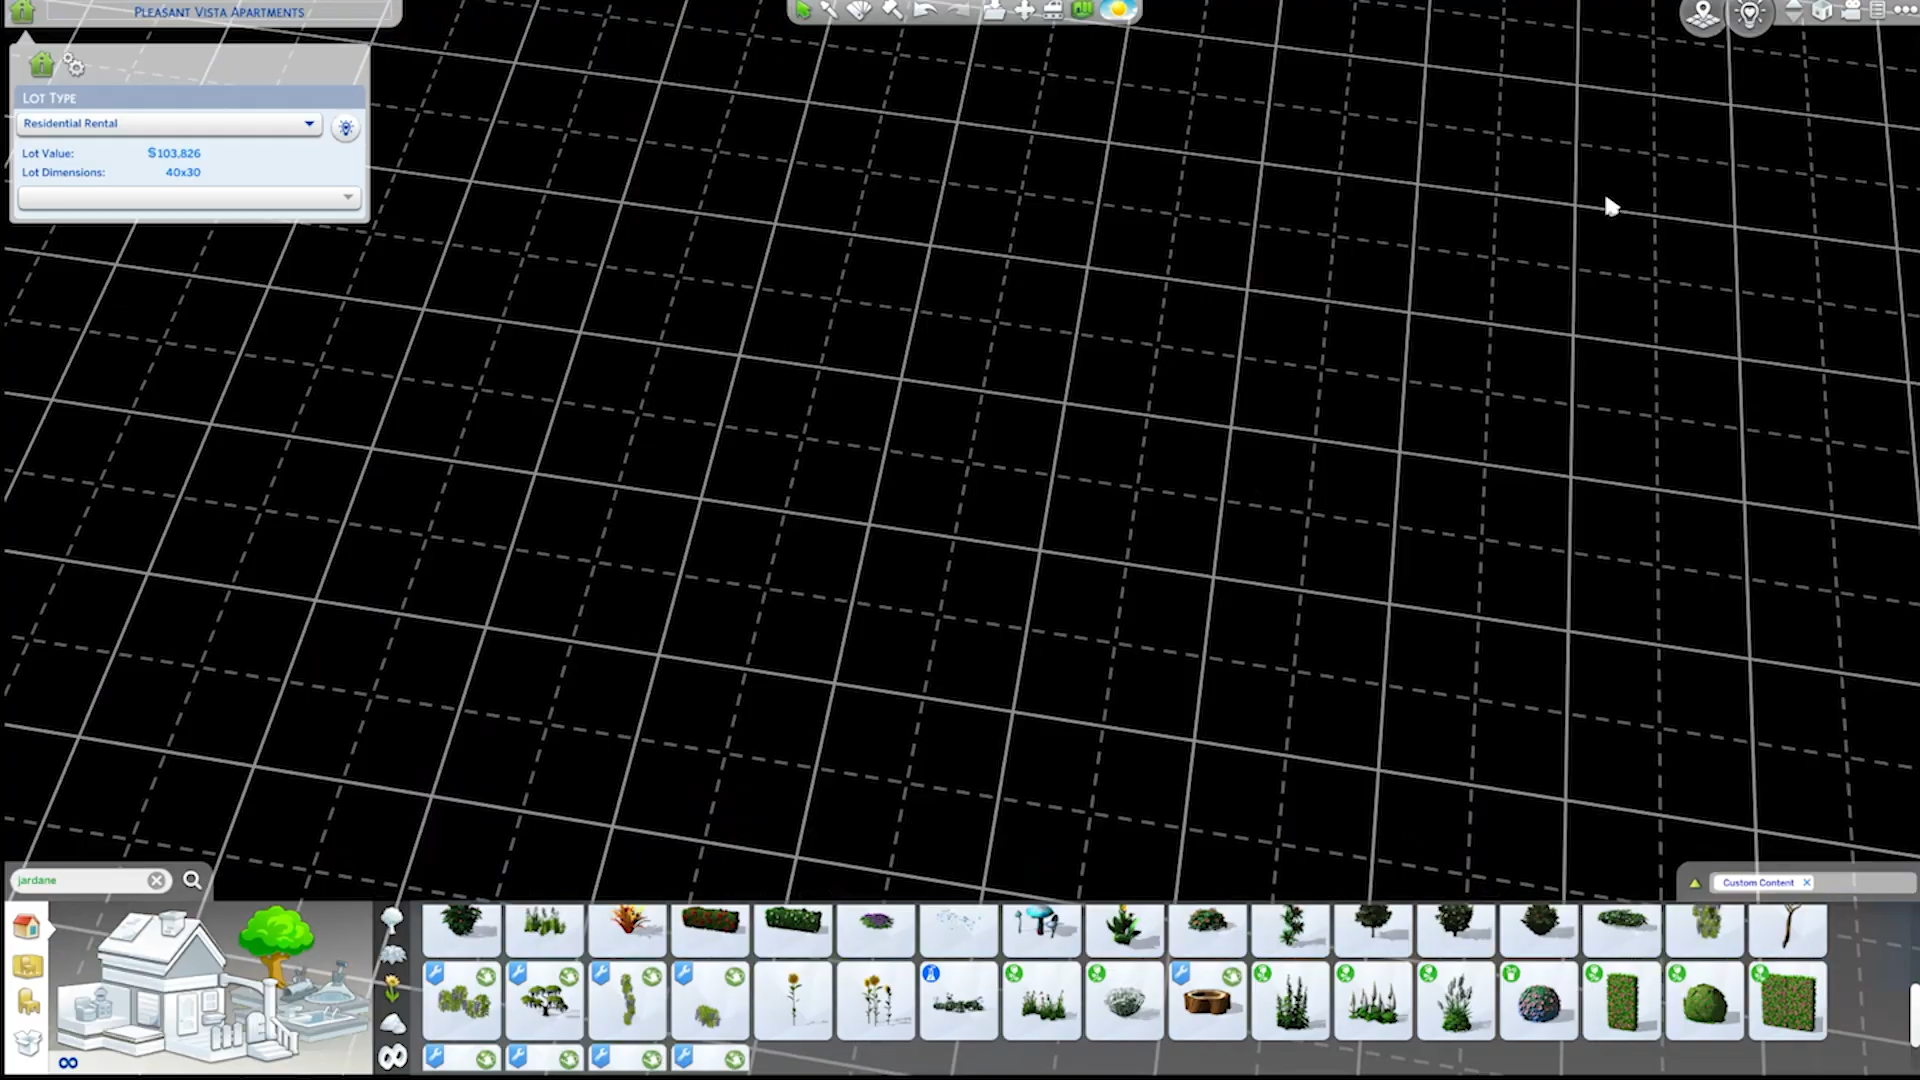 PLEASANT VISTA APARTMENTS
LOT TYPE
Residential Rental
Lot Value: $103,826
Lot Dimensions: 40x30
jardane
Custom Content